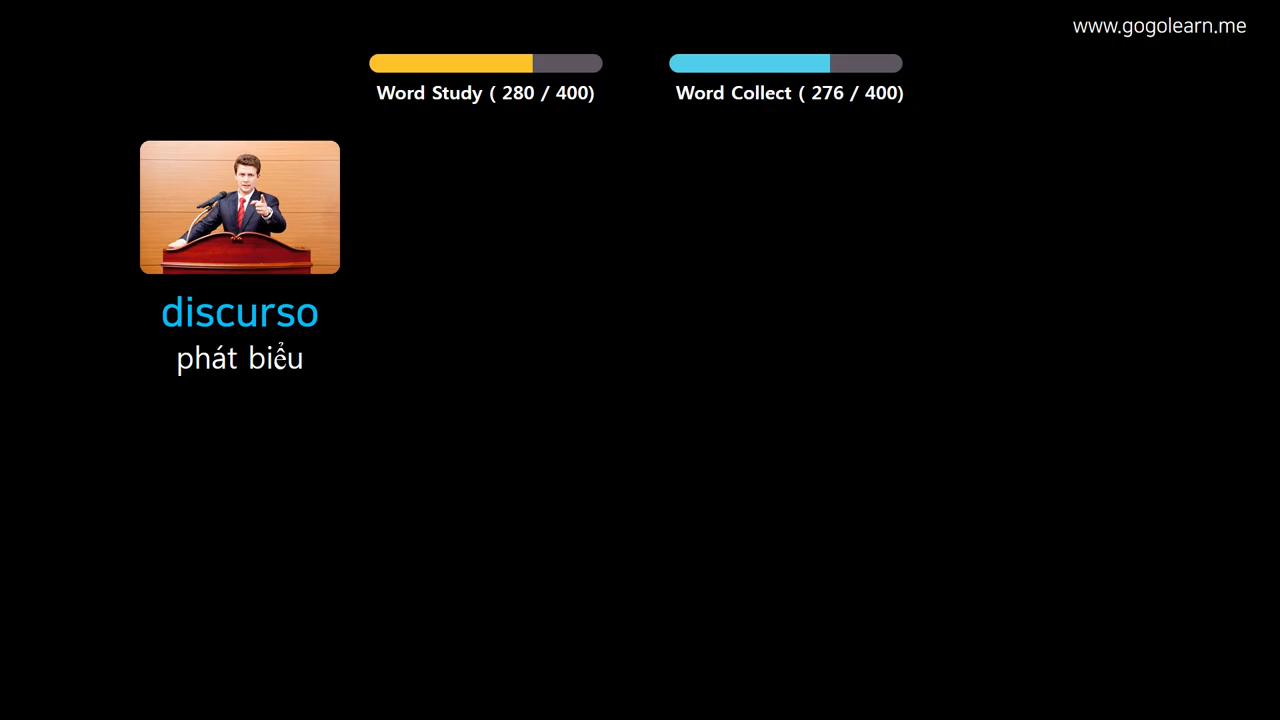 www.gogolearn.me
Word Study ( 280 / 400)
Word Collect ( 276 / 400)
discurso
phát biểu